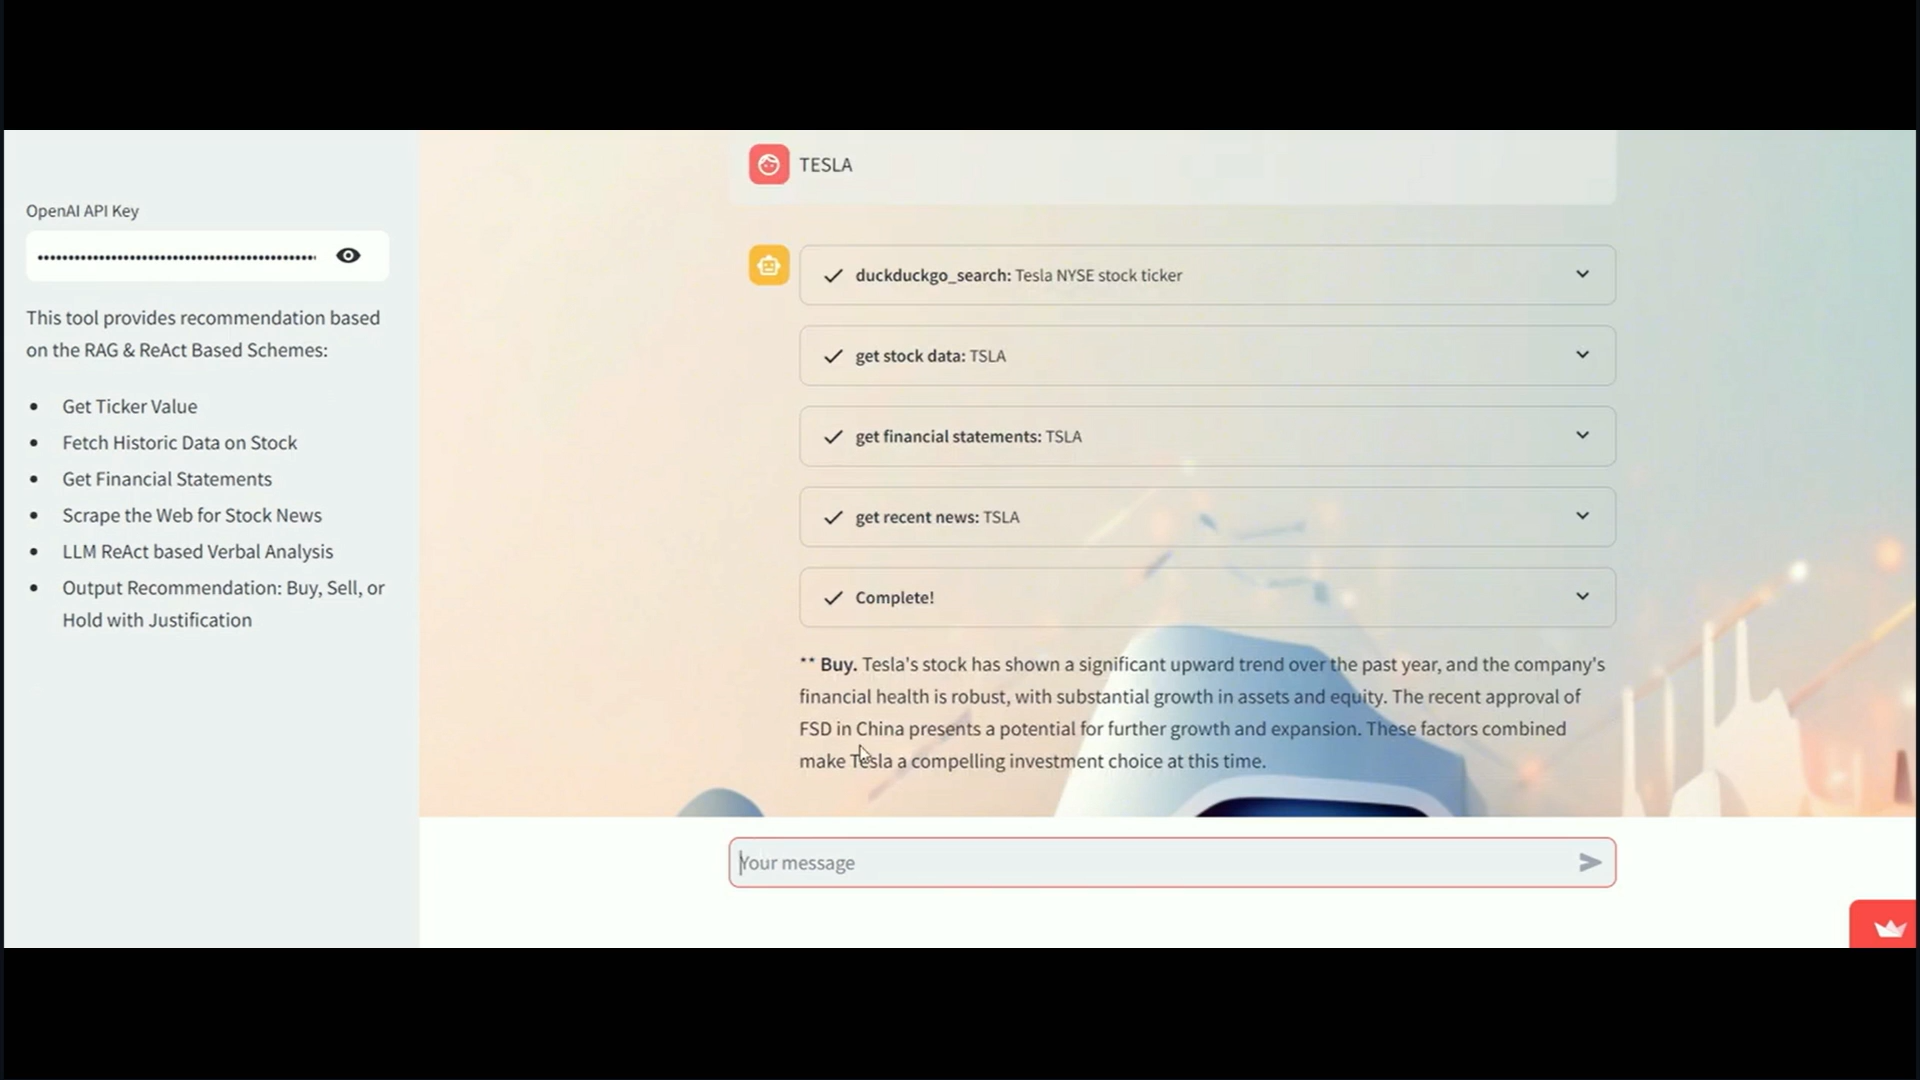 TESLA
OpenAI API Key
This tool provides recommendation based
on the RAG & ReAct Based Schemes:
• Get Ticker Value
• Fetch Historic Data on Stock
• Get Financial Statements
• Scrape the Web for Stock News
• LLM ReAct based Verbal Analysis
• Output Recommendation: Buy, Sell, or
Hold with Justification
duckduckgo_search: Tesla NYSE stock ticker
get stock data: TSLA
get financial statements: TSLA
get recent news: TSLA
Complete!
** Buy. Tesla's stock has shown a significant upward trend over the past year, and the company's
financial health is robust, with substantial growth in assets and equity. The recent approval of
FSD in China presents a potential for further growth and expansion. These factors combined
make Tesla a compelling investment choice at this time.
Your message